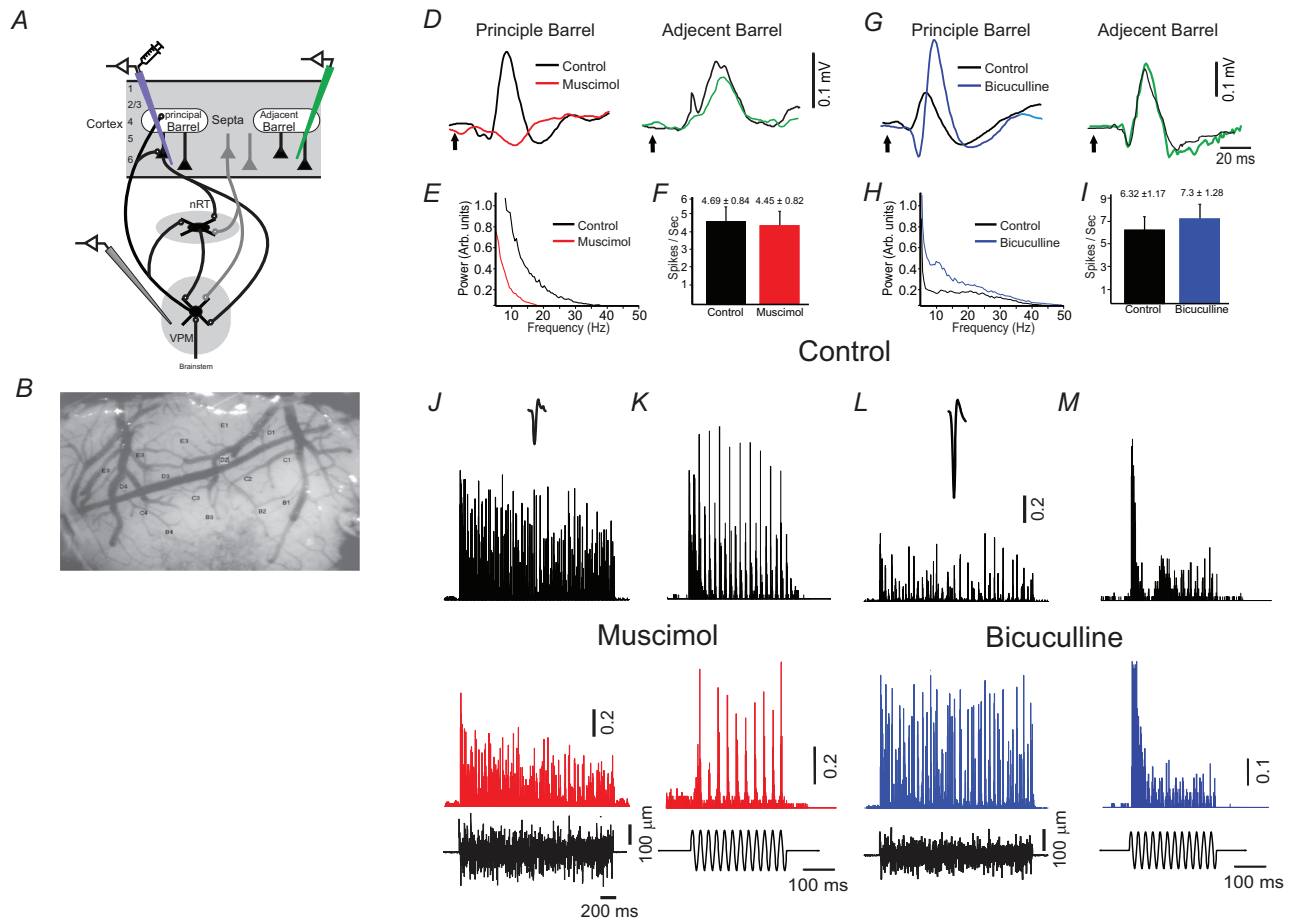 A
1
2/3
Cortex
4
5
6
principal
Barrel
Septa
Adjacent
Barrel
nRT
VPM
Brainstem
B
E1
D1
E3
D2
C1
E3
E3
D3
C2
D4
C3
B1
C4
B3
B2
B4
D
Principle Barrel
Control
Muscimol
Adjecent Barrel
0.1 mV
G
Principle Barrel
Control
Bicuculline
Adjecent Barrel
0.1 mV
20 ms
E
Power (Arb. units)
1.0
0.8
0.6
0.4
0.2
Control
Muscimol
10 20 30 40 50
Frequency (Hz)
F
4.69 ± 0.84 4.45 ± 0.82
Spikes / Sec
6
5
4
3
2
1
Control Muscimol
H
Power (Arb. units)
1.0
0.8
0.6
0.4
0.2
Control
Bicuculline
10 20 30 40 50
Frequency (Hz)
I
6.32 ±1.17 7.3 ± 1.28
Spikes / Sec
9
7
6
4
3
1
Control Bicuculline
Control
J
K
L
0.2
M
Muscimol
Bicuculline
0.2
0.2
0.1
100 µm
200 ms
100 ms
100 µm
100 ms